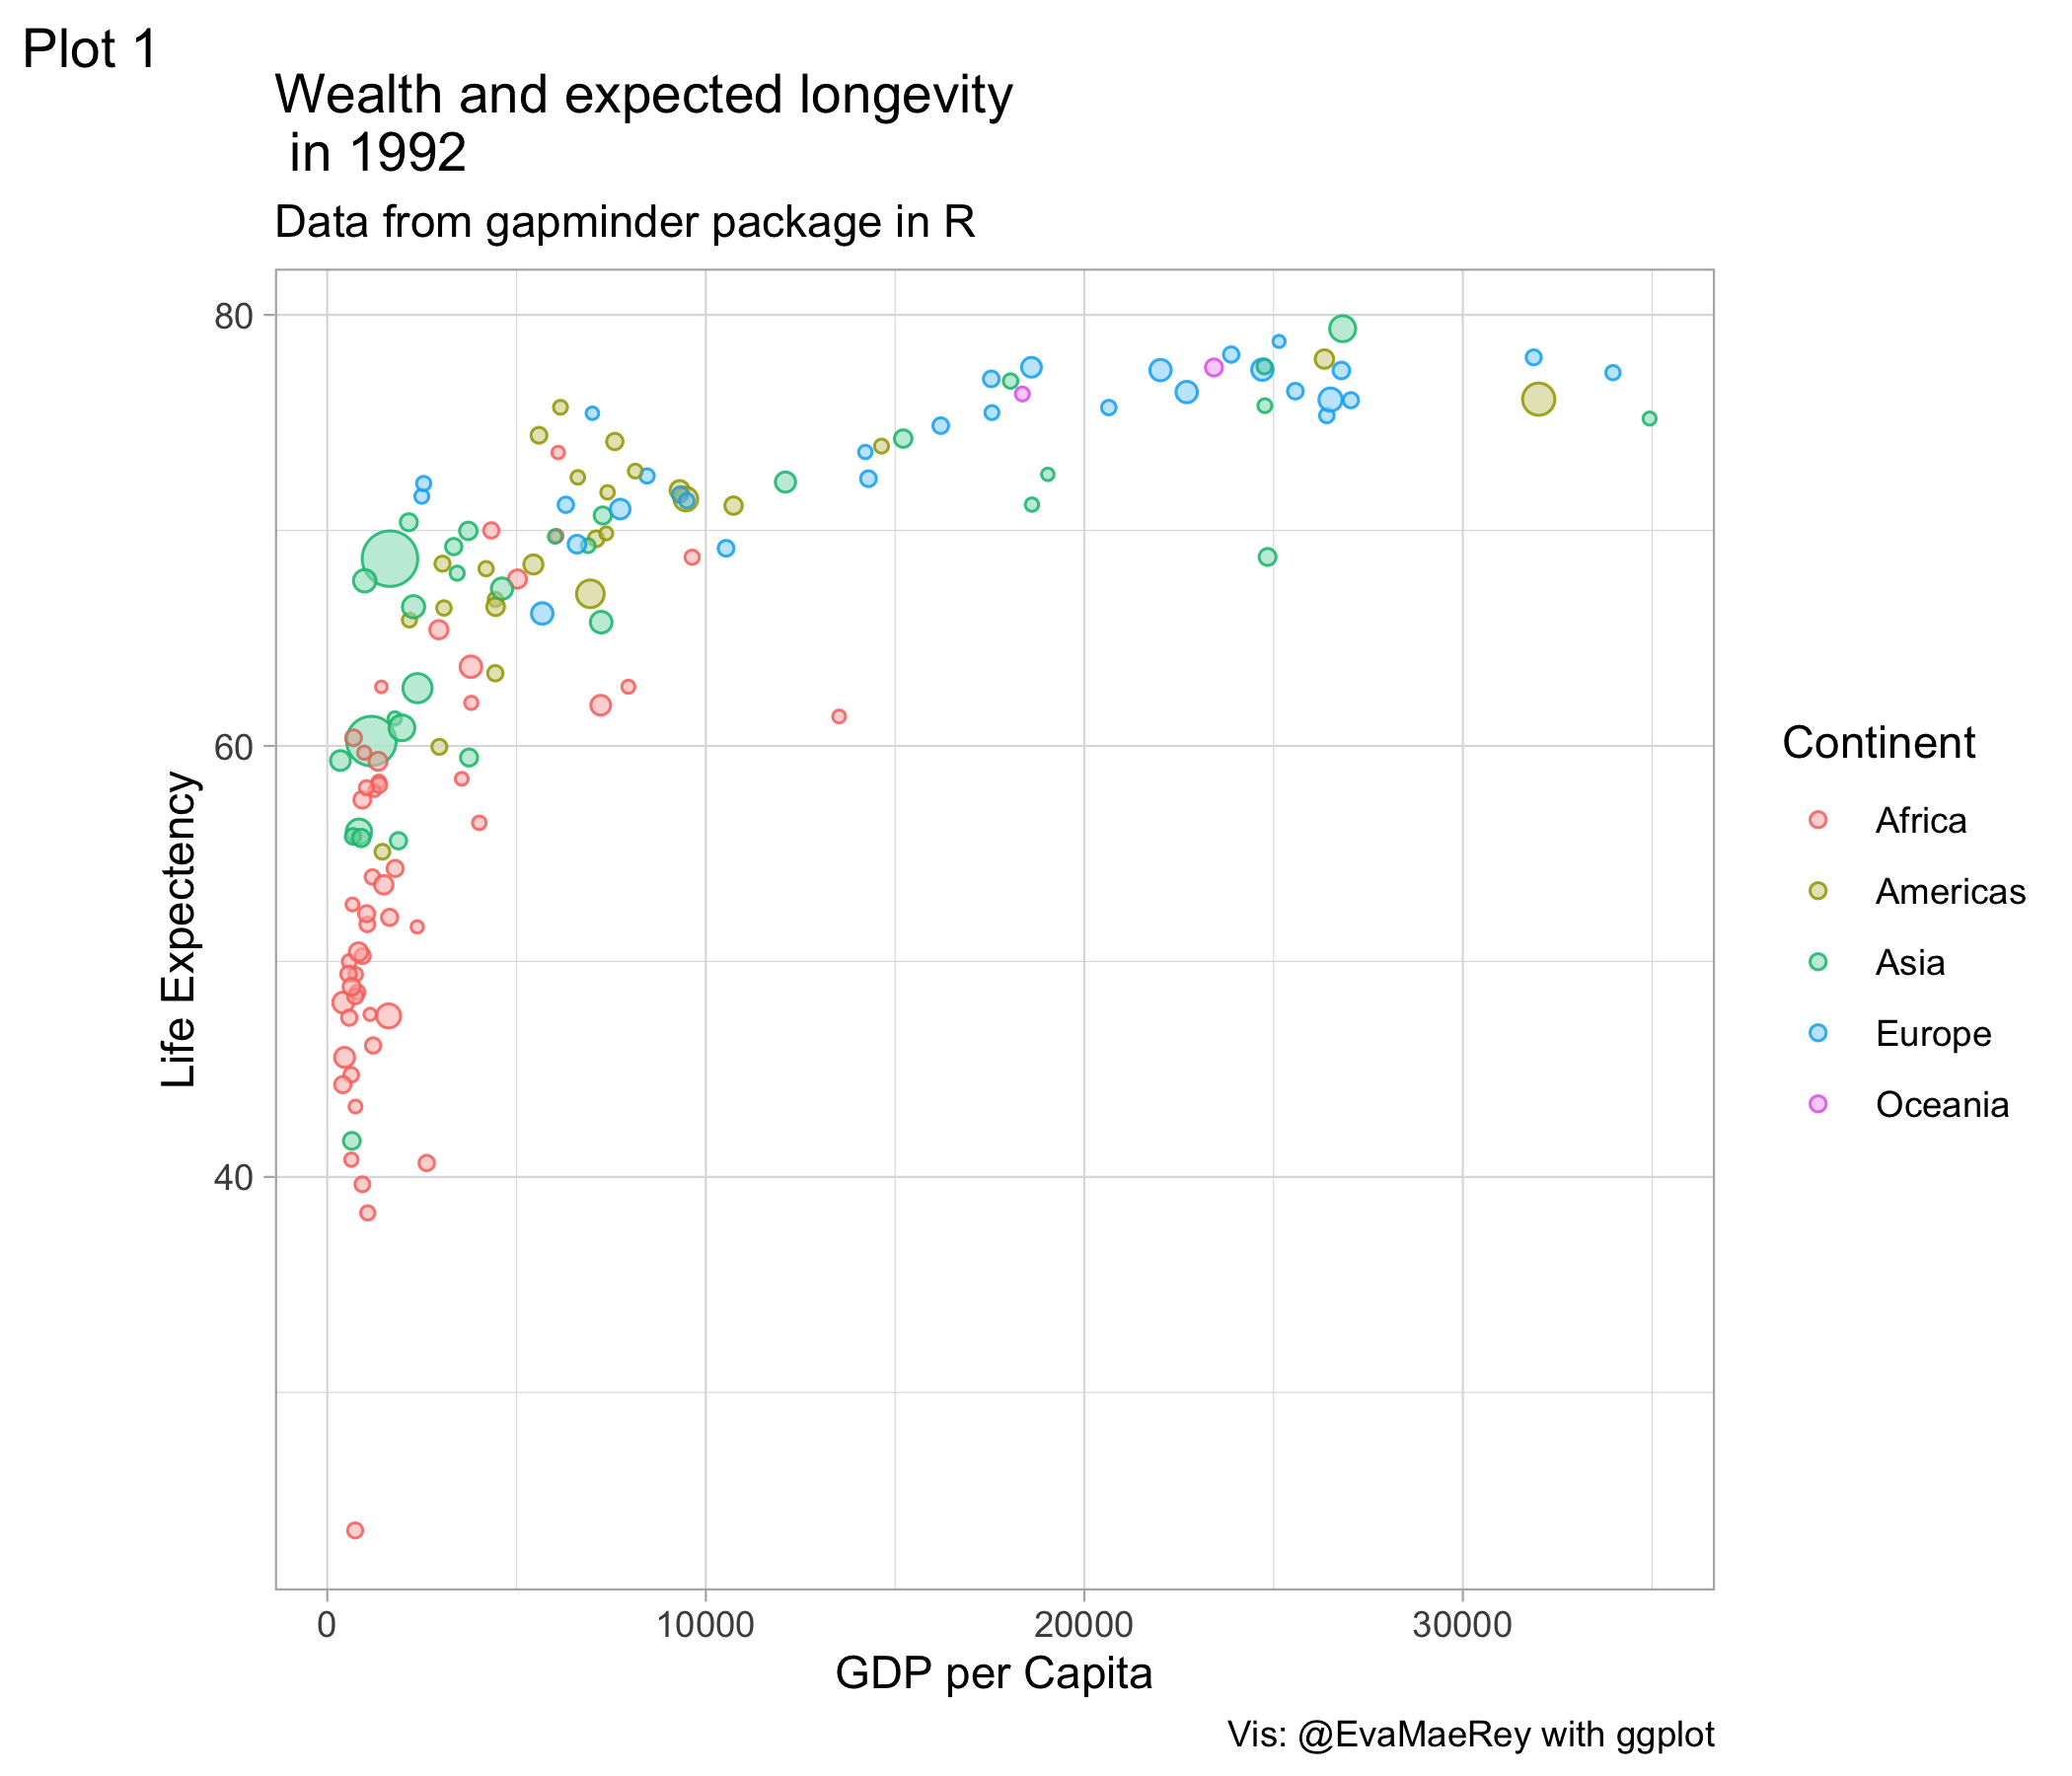 Plot 1
Wealth and expected longevity
in 1992
Data from gapminder package in R
80
60
40
Life Expectency
0 10000 20000 30000
GDP per Capita
Continent
Africa
Americas
Asia
Europe
Oceania
Vis: @EvaMaeRey with ggplot